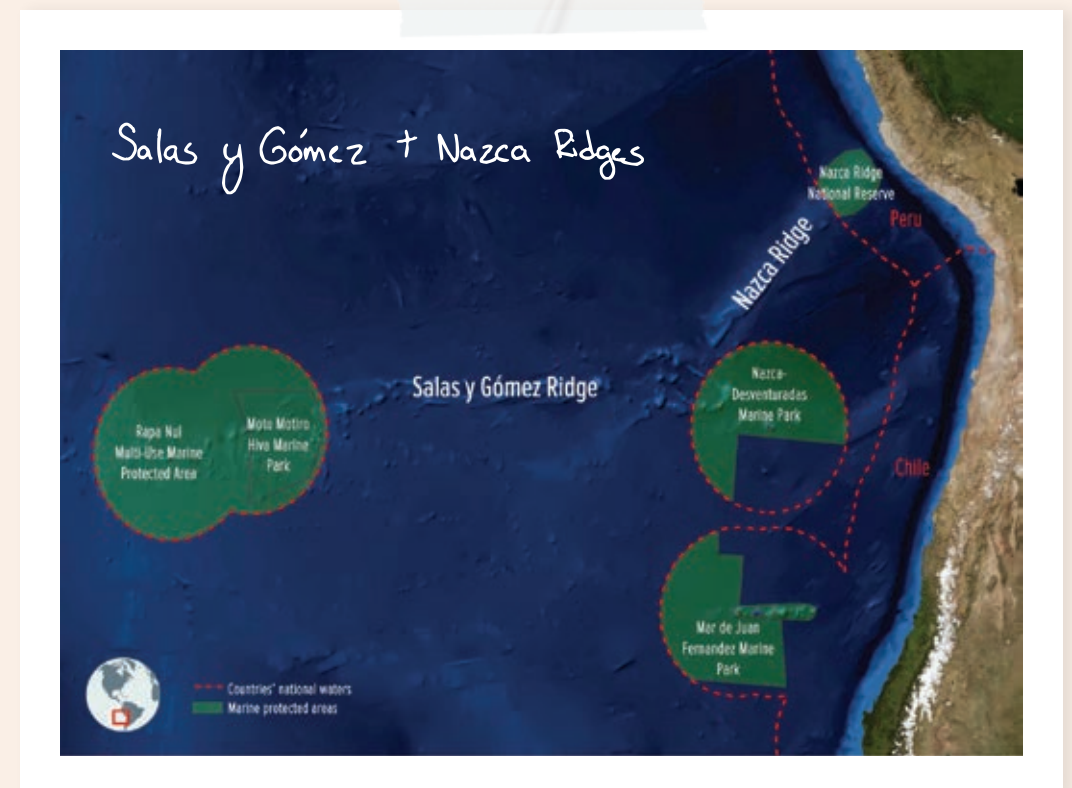 Salas y Gómez + Nazca Ridges
Nazca Ridge
National Reserve
Peru
Nazca Ridge
Salas y Gómez Ridge
Nazca-
Desventuradas
Marine Park
Rapa Nui
Multi-Use Marine
Protected Area
Motu Motiro
Hiva Marine
Park
Chile
Mar de Juan
Fernandez Marine
Park
Countries' national waters
Marine protected areas